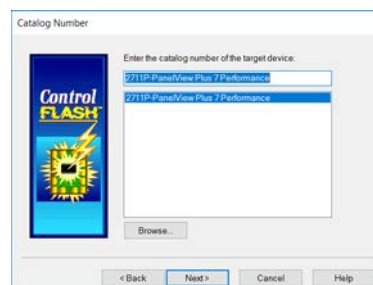 Catalog Number
Enter the catalog number of the target device:
2711P-PanelView Plus 7 Performance
2711P-PanelView Plus 7 Performance
Control
FLASH
Browse...
< Back
Next >
Cancel
Help